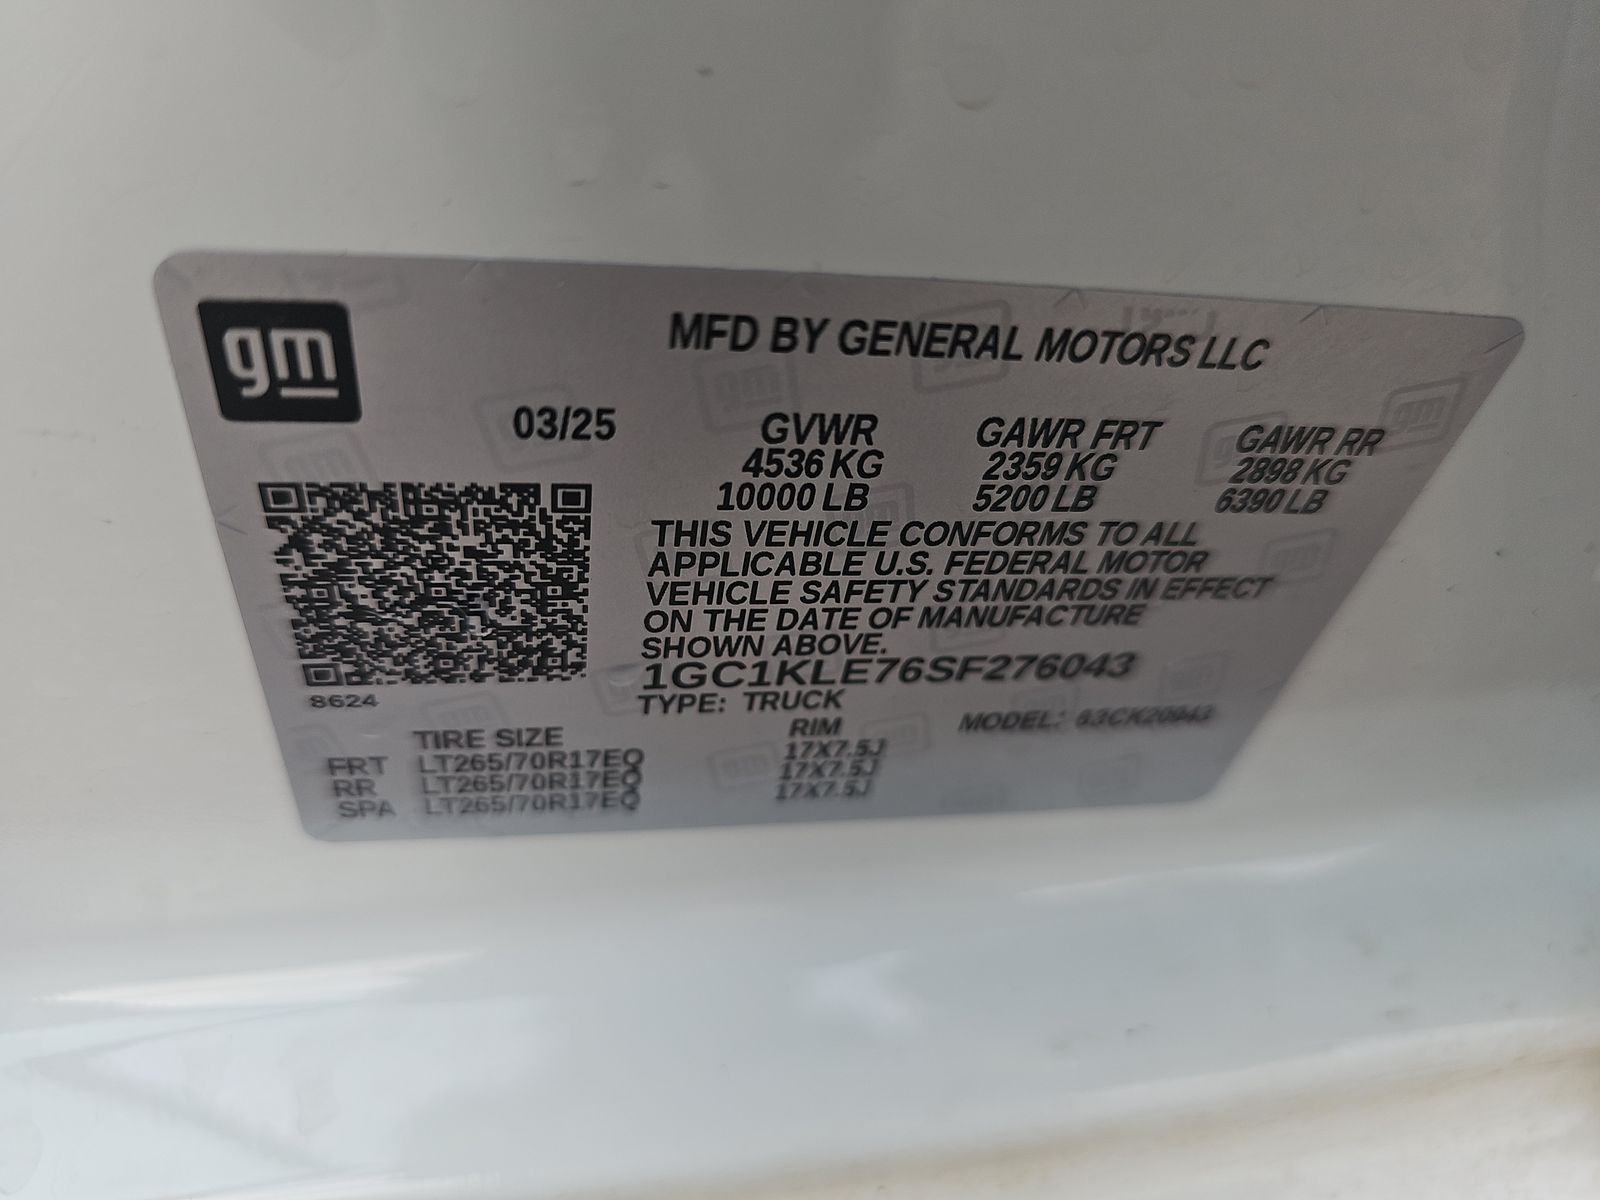 gm
MFD BY GENERAL MOTORS LLC
03/25 GVWR GAWR FRT GAWR RR
4536 KG 2359 KG 2898 KG
10000 LB 5200 LB 6390 LB
THIS VEHICLE CONFORMS TO ALL
APPLICABLE U.S. FEDERAL MOTOR
VEHICLE SAFETY STANDARDS IN EFFECT
ON THE DATE OF MANUFACTURE
SHOWN ABOVE.
1GC1KLE76SF276043
8624 TYPE: TRUCK
MODEL: 63CK20943
TIRE SIZE RIM
FRT LT265/70R17EQ 17X7.5J
RR LT265/70R17EQ 17X7.5J
SPA LT265/70R17EQ 17X7.5J